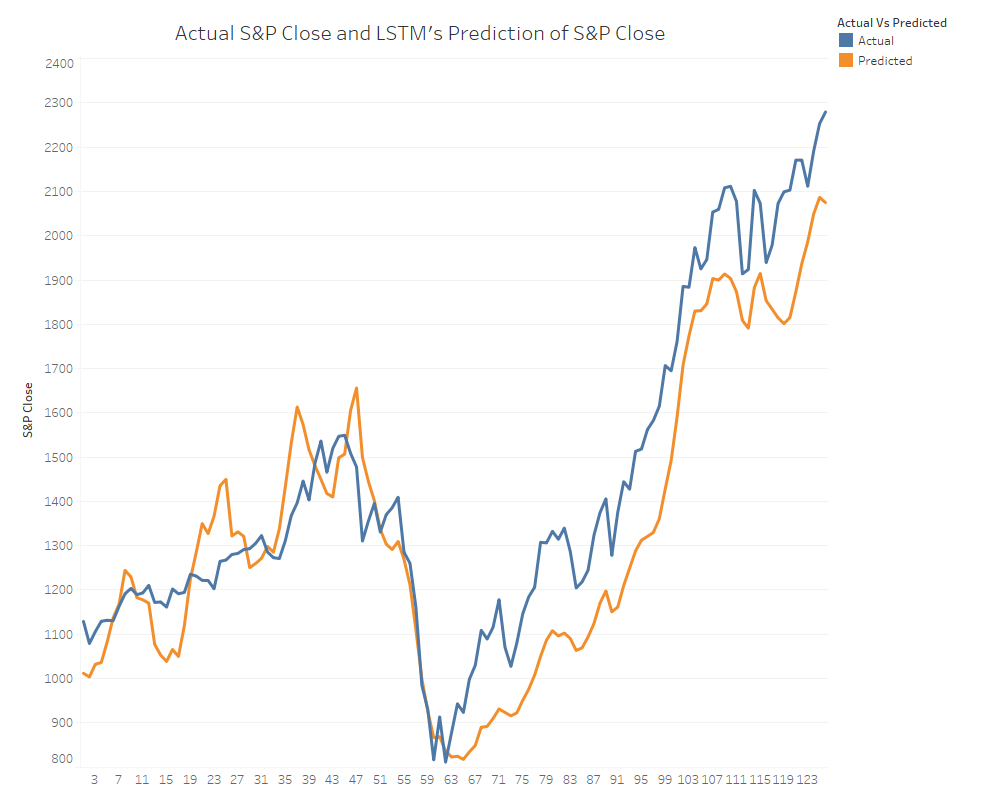 Actual S&P Close and LSTM's Prediction of S&P Close
Actual Vs Predicted
Actual
Predicted
2400
2300
2200
2100
2000
1900
1800
1700
1600
1500
1400
1300
1200
1100
1000
900
800
S&P Close
3 7 11 15 19 23 27 31 35 39 43 47 51 55 59 63 67 71 75 79 83 87 91 95 99 103 107 111 115 119 123